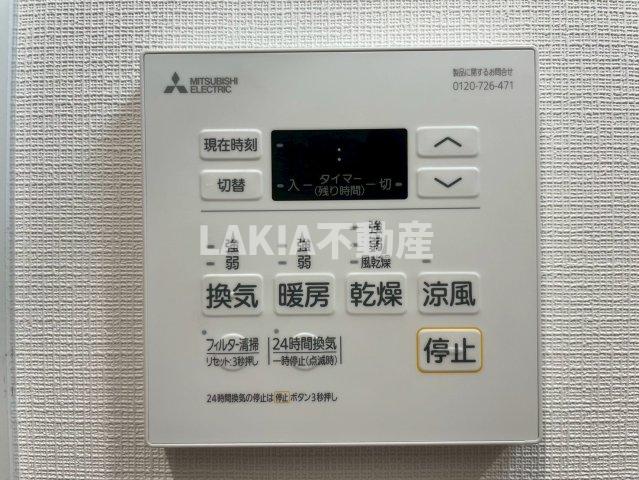 MITSUBISHI
ELECTRIC
製品に関するお問合せ
0120-726-471
現在時刻
切替
:
入 タイマー 切
(残り時間)
強
弱
強
弱
強
弱
風乾燥
LAKIA不動産
換気 暖房 乾燥 涼風
フィルター清掃
リセット:3秒押し
24時間換気
一時停止(点滅時)
停止
24時間換気の停止は 停止 ボタン3秒押し